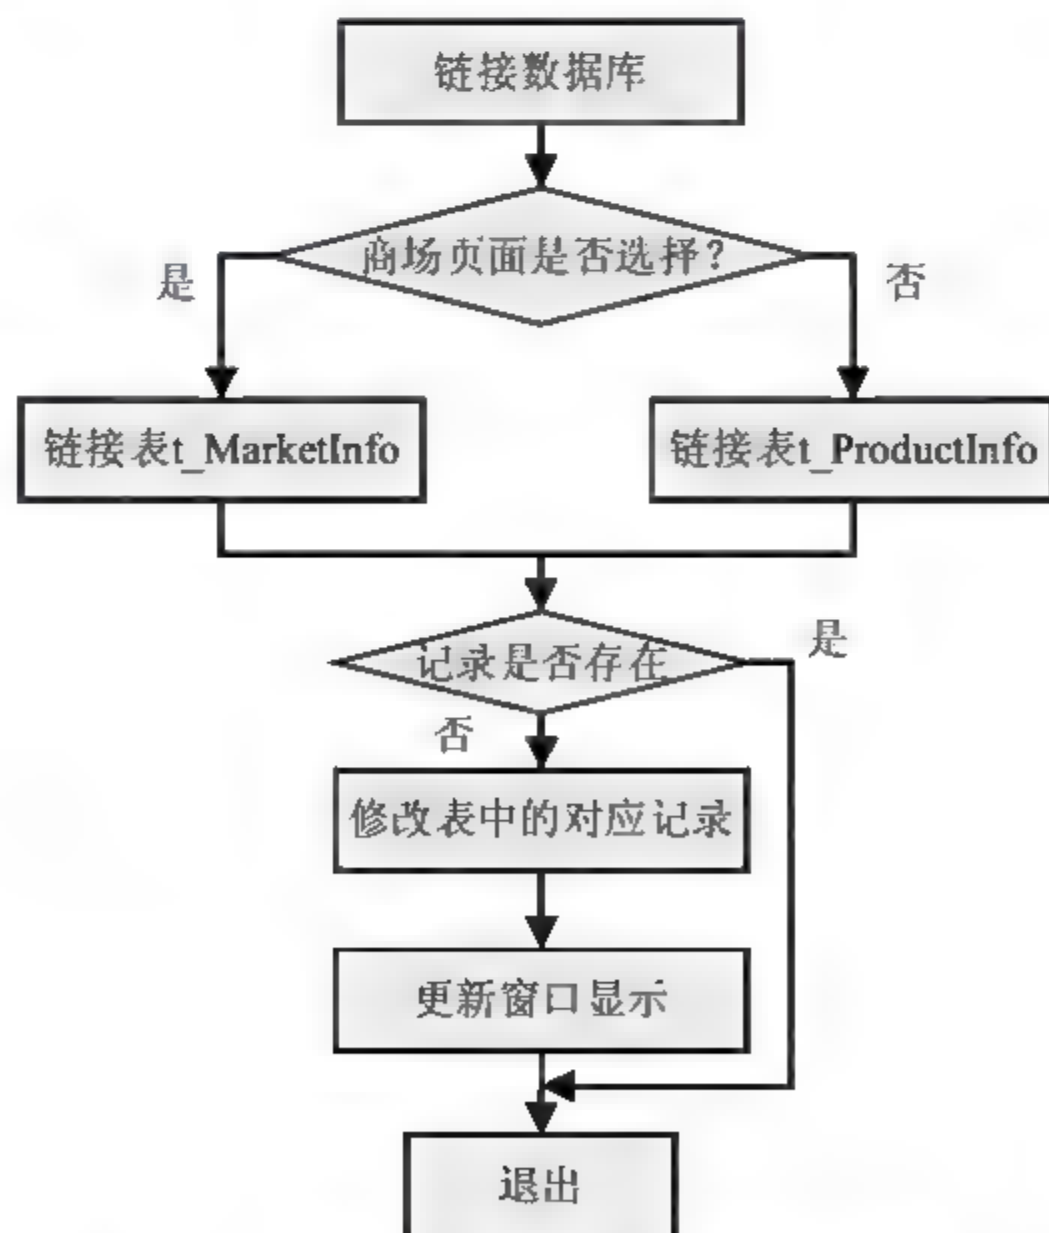 链接数据库
商场页面是否选择？
是
否
链接表t_MarketInfo
链接表t_ProductInfo
是
记录是否存在
否
修改表中的对应记录
更新窗口显示
退出